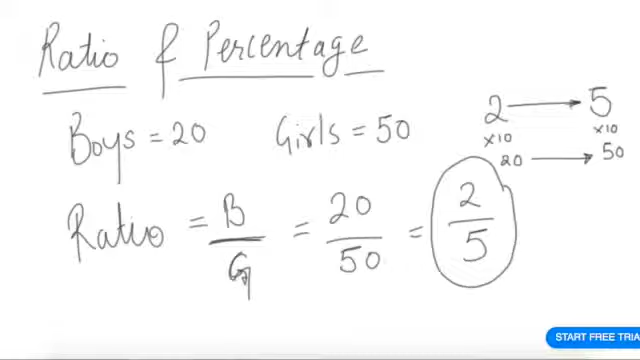 Ratio & Percentage
Boys = 20 Girls = 50
2 → 5
×10 ×10
20 → 50
Ratio = B/G = 20/50 = 2/5
START FREE TRIA